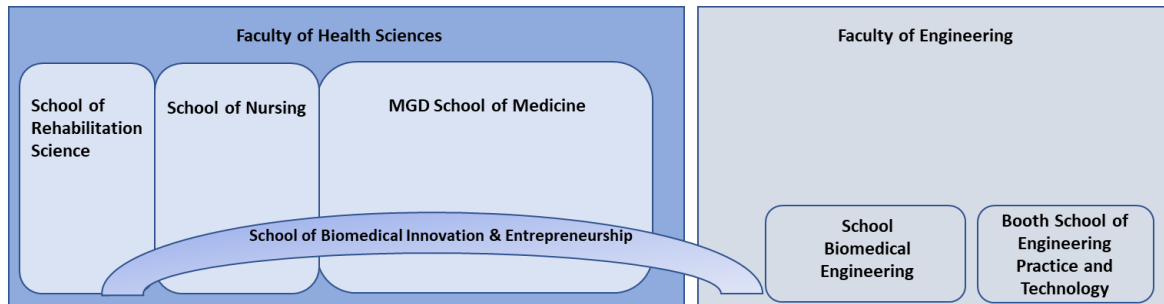 Faculty of Health Sciences
School of
Rehabilitation
Science
School of Nursing
MGD School of Medicine
School of Biomedical Innovation & Entrepreneurship
Faculty of Engineering
School
Biomedical
Engineering
Booth School of
Engineering
Practice and
Technology